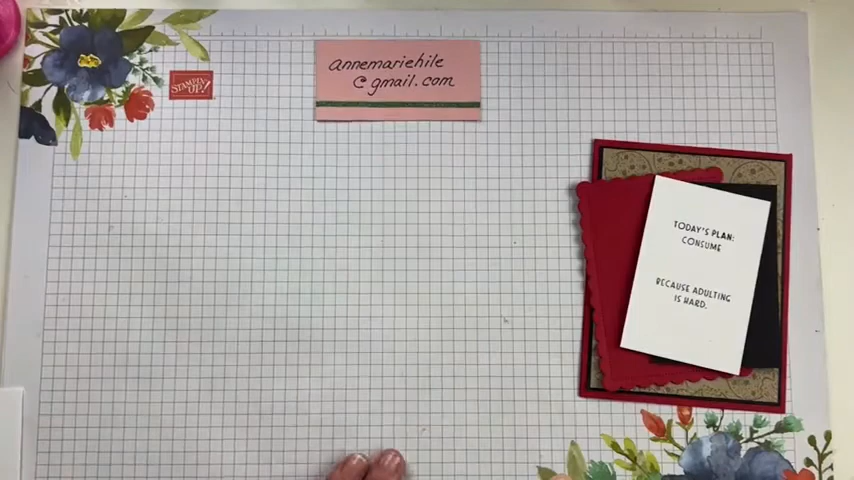 annemariehile
@gmail.com
STAMPIN' UP!
TODAY'S PLAN:
CONSUME
BECAUSE ADULTING
IS HARD.